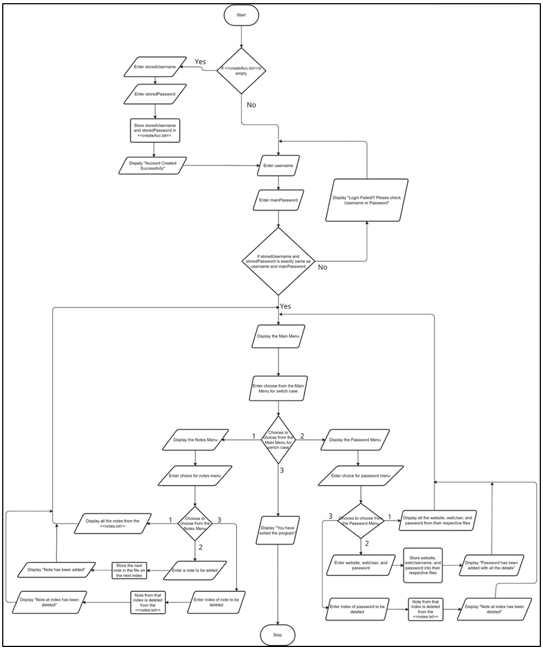 Start
If <<createAcc.txt>> is
empty
Yes
No
Enter storedUsername
Enter storedPassword
Store storedUsername
and storedPassword in
<<createAcc.txt>>
Dispaly "Account Created
Successfully"
Enter username
Enter mainPassword
Display "Login Failed!!! Please check
Username or Password"
If storedUsername and
storedPassword is exactly same as
username and mainPassword
No
Yes
Display the Main Menu
Enter choose from the Main
Menu for switch case
Choices to
choose from the
Main Menu for
switch case
1
2
3
Display the Notes Menu
Display the Password Menu
Enter choice for notes menu
Enter choice for password menu
Display all the notes from the
<<notes.txt>>
1
Choices to
choose from the
Notes Menu
3
2
Display "You have
exited the program"
3
Choices to choose from
the Password Menu
1
2
Display all the website, webUser, and
password from their respective files
Display "Note has been added"
Store the next
note in the file on
the next index
Enter a note to be added
Enter website, webUser, and
password
Store website,
webUsername, and
password into their
respective files
Display "Password has been
added with all the details"
Display "Note at index has been
deleted"
Note from that
index is deleted
from the
<<notes.txt>>
Enter index of note to be
deleted
Enter index of password to be
deleted
Note from that
index is deleted
from the
<<notes.txt>>
Display "Note at index has been
deleted"
Stop